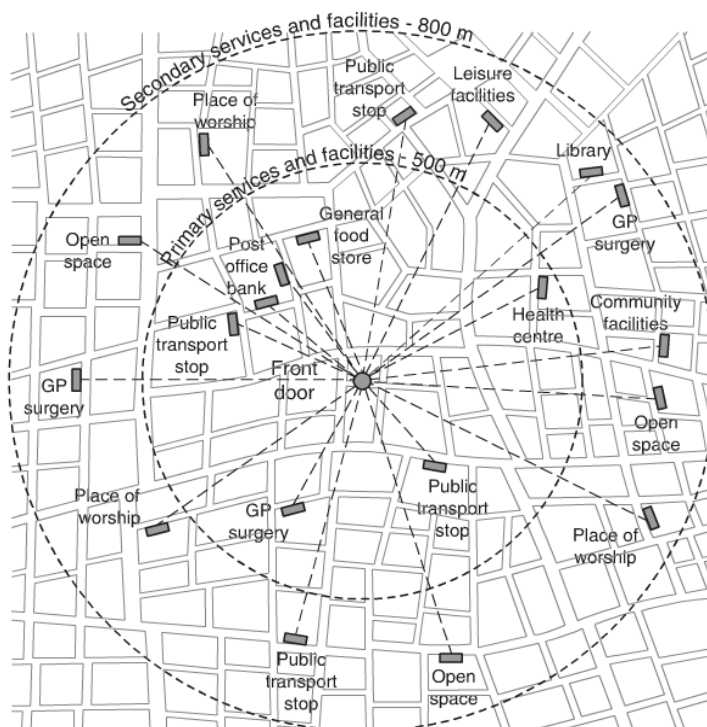 Secondary services and facilities - 800 m
Public
transport
stop
Leisure
facilities
Place of
worship
Primary services and facilities - 500 m
Library
GP
surgery
Open
space
Post
office
bank
General
food
store
Public
transport
stop
Health
centre
Community
facilities
GP
surgery
Front
door
Open
space
Place of
worship
GP
surgery
Public
transport
stop
Place of
worship
Public
transport
stop
Open
space